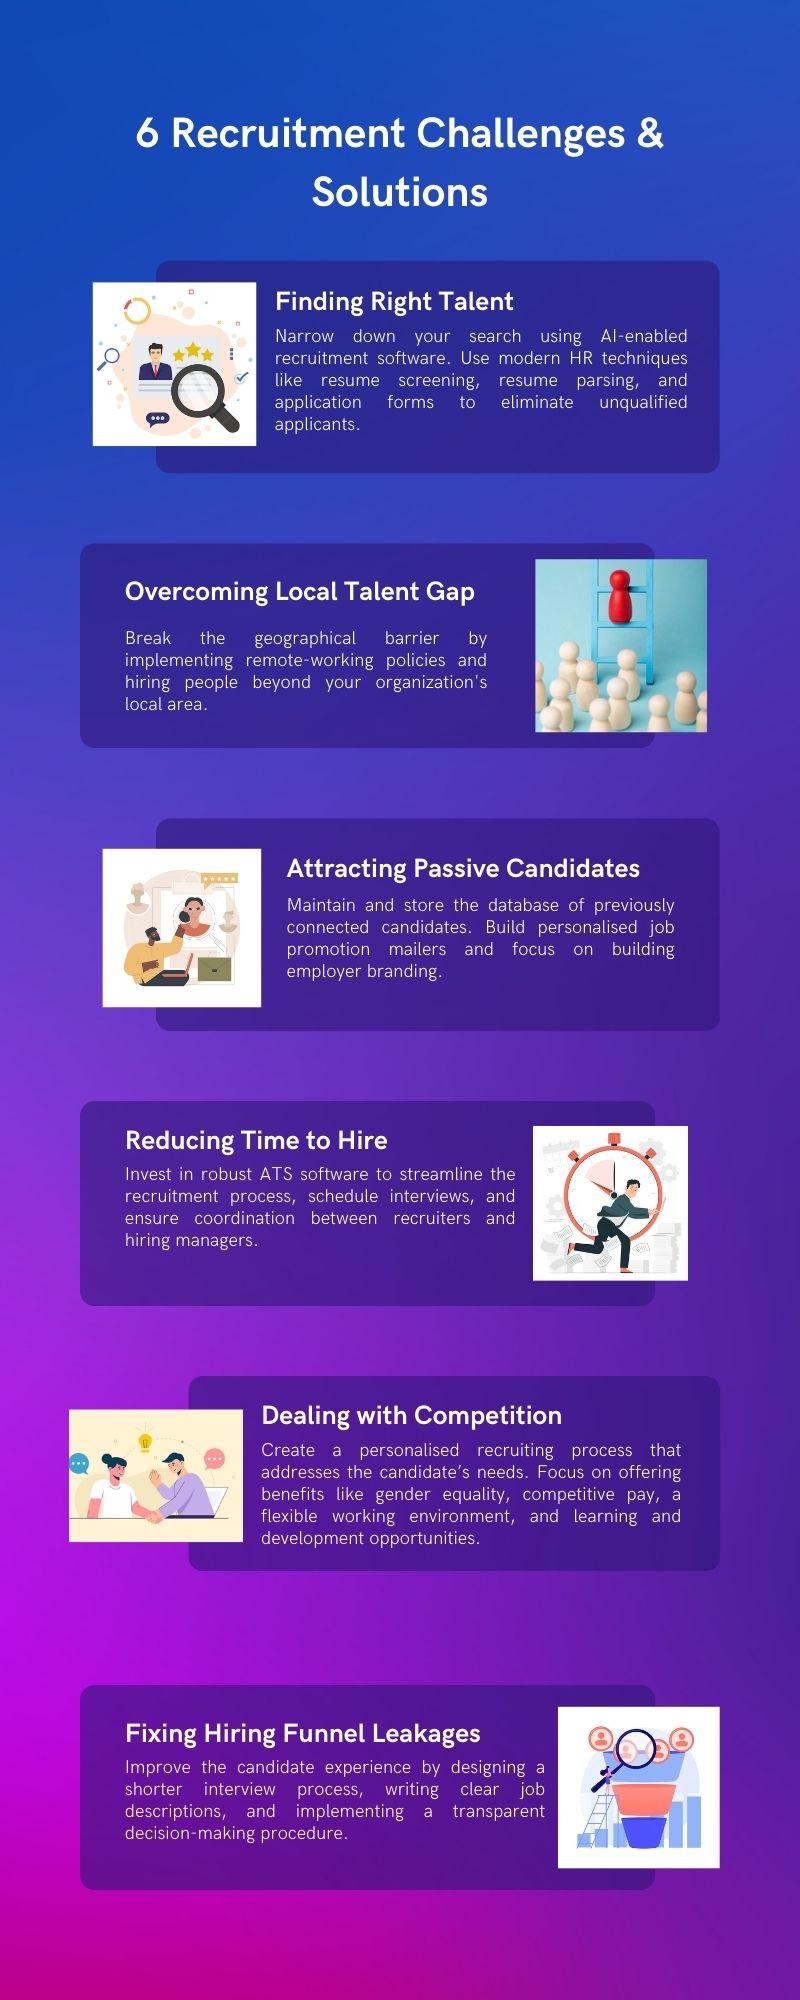 6 Recruitment Challenges &
Solutions
Finding Right Talent
Narrow down your search using AI-enabled
recruitment software. Use modern HR techniques
like resume screening, resume parsing, and
application forms to eliminate unqualified
applicants.
Overcoming Local Talent Gap
Break the geographical barrier by
implementing remote-working policies and
hiring people beyond your organization's
local area.
Attracting Passive Candidates
Maintain and store the database of previously
connected candidates. Build personalised job
promotion mailers and focus on building
employer branding.
Reducing Time to Hire
Invest in robust ATS software to streamline the
recruitment process, schedule interviews, and
ensure coordination between recruiters and
hiring managers.
Dealing with Competition
Create a personalised recruiting process that
addresses the candidate’s needs. Focus on offering
benefits like gender equality, competitive pay, a
flexible working environment, and learning and
development opportunities.
Fixing Hiring Funnel Leakages
Improve the candidate experience by designing a
shorter interview process, writing clear job
descriptions, and implementing a transparent
decision-making procedure.